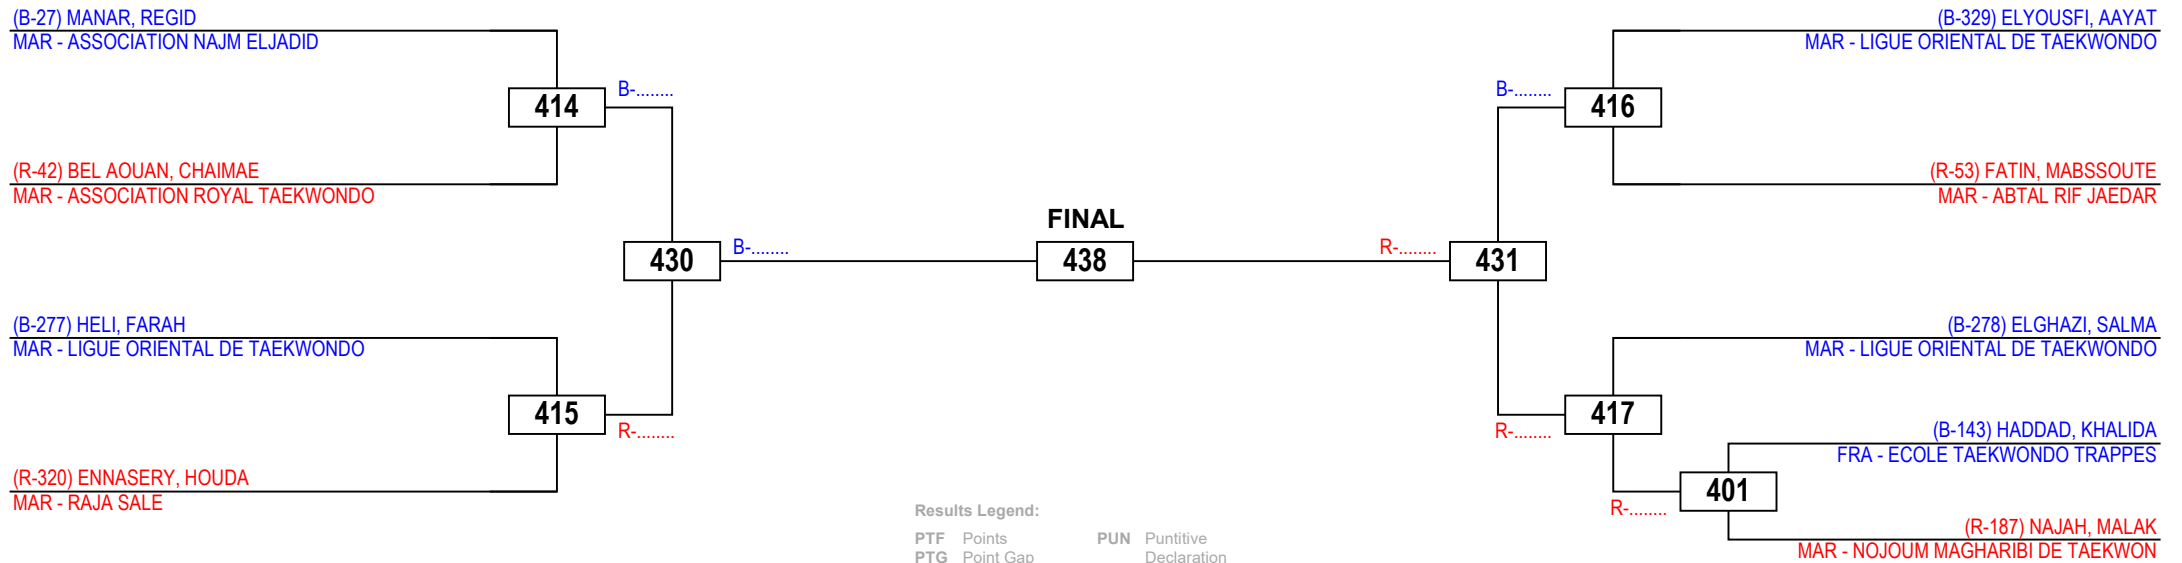 (B-27) MANAR, REGID
MAR - ASSOCIATION NAJM ELJADID
414
B-........
(R-42) BEL AOUAN, CHAIMAE
MAR - ASSOCIATION ROYAL TAEKWONDO
430
B-........
(B-277) HELI, FARAH
MAR - LIGUE ORIENTAL DE TAEKWONDO
415
R-........
(R-320) ENNASERY, HOUDA
MAR - RAJA SALE
FINAL
438
(B-329) ELYOUSFI, AAYAT
MAR - LIGUE ORIENTAL DE TAEKWONDO
B-........
416
(R-53) FATIN, MABSSOUTE
MAR - ABTAL RIF JAEDAR
R-........
431
(B-278) ELGHAZI, SALMA
MAR - LIGUE ORIENTAL DE TAEKWONDO
R-........
417
(B-143) HADDAD, KHALIDA
FRA - ECOLE TAEKWONDO TRAPPES
R-........
401
(R-187) NAJAH, MALAK
MAR - NOJOUM MAGHARIBI DE TAEKWON
Results Legend:
PTF Points PUN Puntitive
PTG Point Gap Declaration